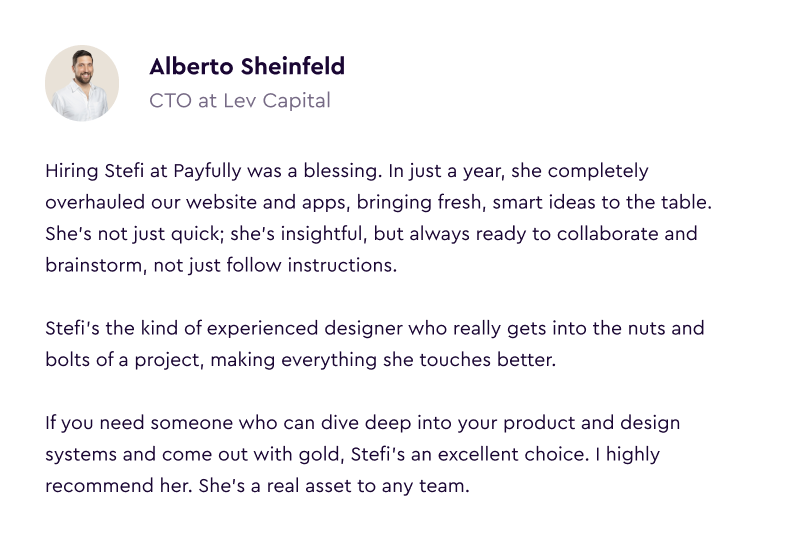 Alberto Sheinfeld
CTO at Lev Capital
Hiring Stefi at Payfully was a blessing. In just a year, she completely
overhauled our website and apps, bringing fresh, smart ideas to the table.
She's not just quick; she's insightful, but always ready to collaborate and
brainstorm, not just follow instructions.
Stefi's the kind of experienced designer who really gets into the nuts and
bolts of a project, making everything she touches better.
If you need someone who can dive deep into your product and design
systems and come out with gold, Stefi's an excellent choice. I highly
recommend her. She's a real asset to any team.